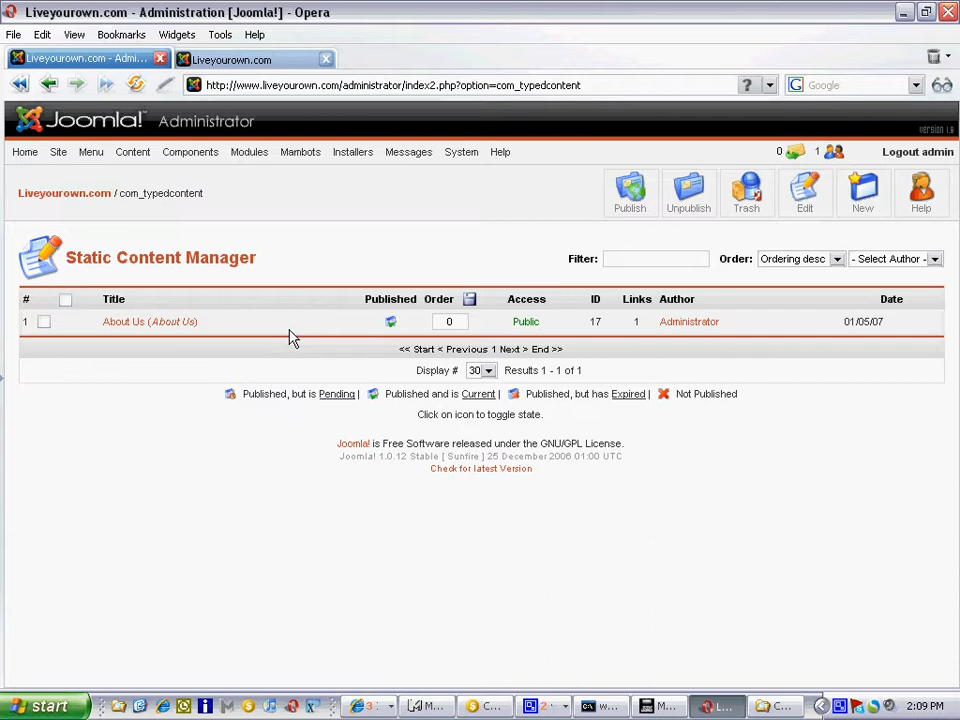 Liveyourown.com - Administration [Joomla!] - Opera
File Edit View Bookmarks Widgets Tools Help
Liveyourown.com - Admi... Liveyourown.com
http://www.liveyourown.com/administrator/index2.php?option=com_typedcontent ? Google
Joomla! Administrator
Home Site Menu Content Components Modules Mambots Installers Messages System Help 0 1 Logout admin
Liveyourown.com / com_typedcontent
Publish Unpublish Trash Edit New Help
Static Content Manager Filter: Order: Ordering desc - Select Author -
# Title Published Order Access ID Links Author Date
1 About Us (About Us) 0 Public 17 1 Administrator 01/05/07
<< Start < Previous 1 Next > End >>
Display # 30 Results 1 - 1 of 1
Published, but is Pending | Published and is Current | Published, but has Expired | Not Published
Click on icon to toggle state.
Joomla! is Free Software released under the GNU/GPL License.
Joomla! 1.0.12 Stable [ Sunfire ] 25 December 2006 01:00 UTC
Check for latest Version
start 3 M... C... 2 w... M... L... C... 2:09 PM